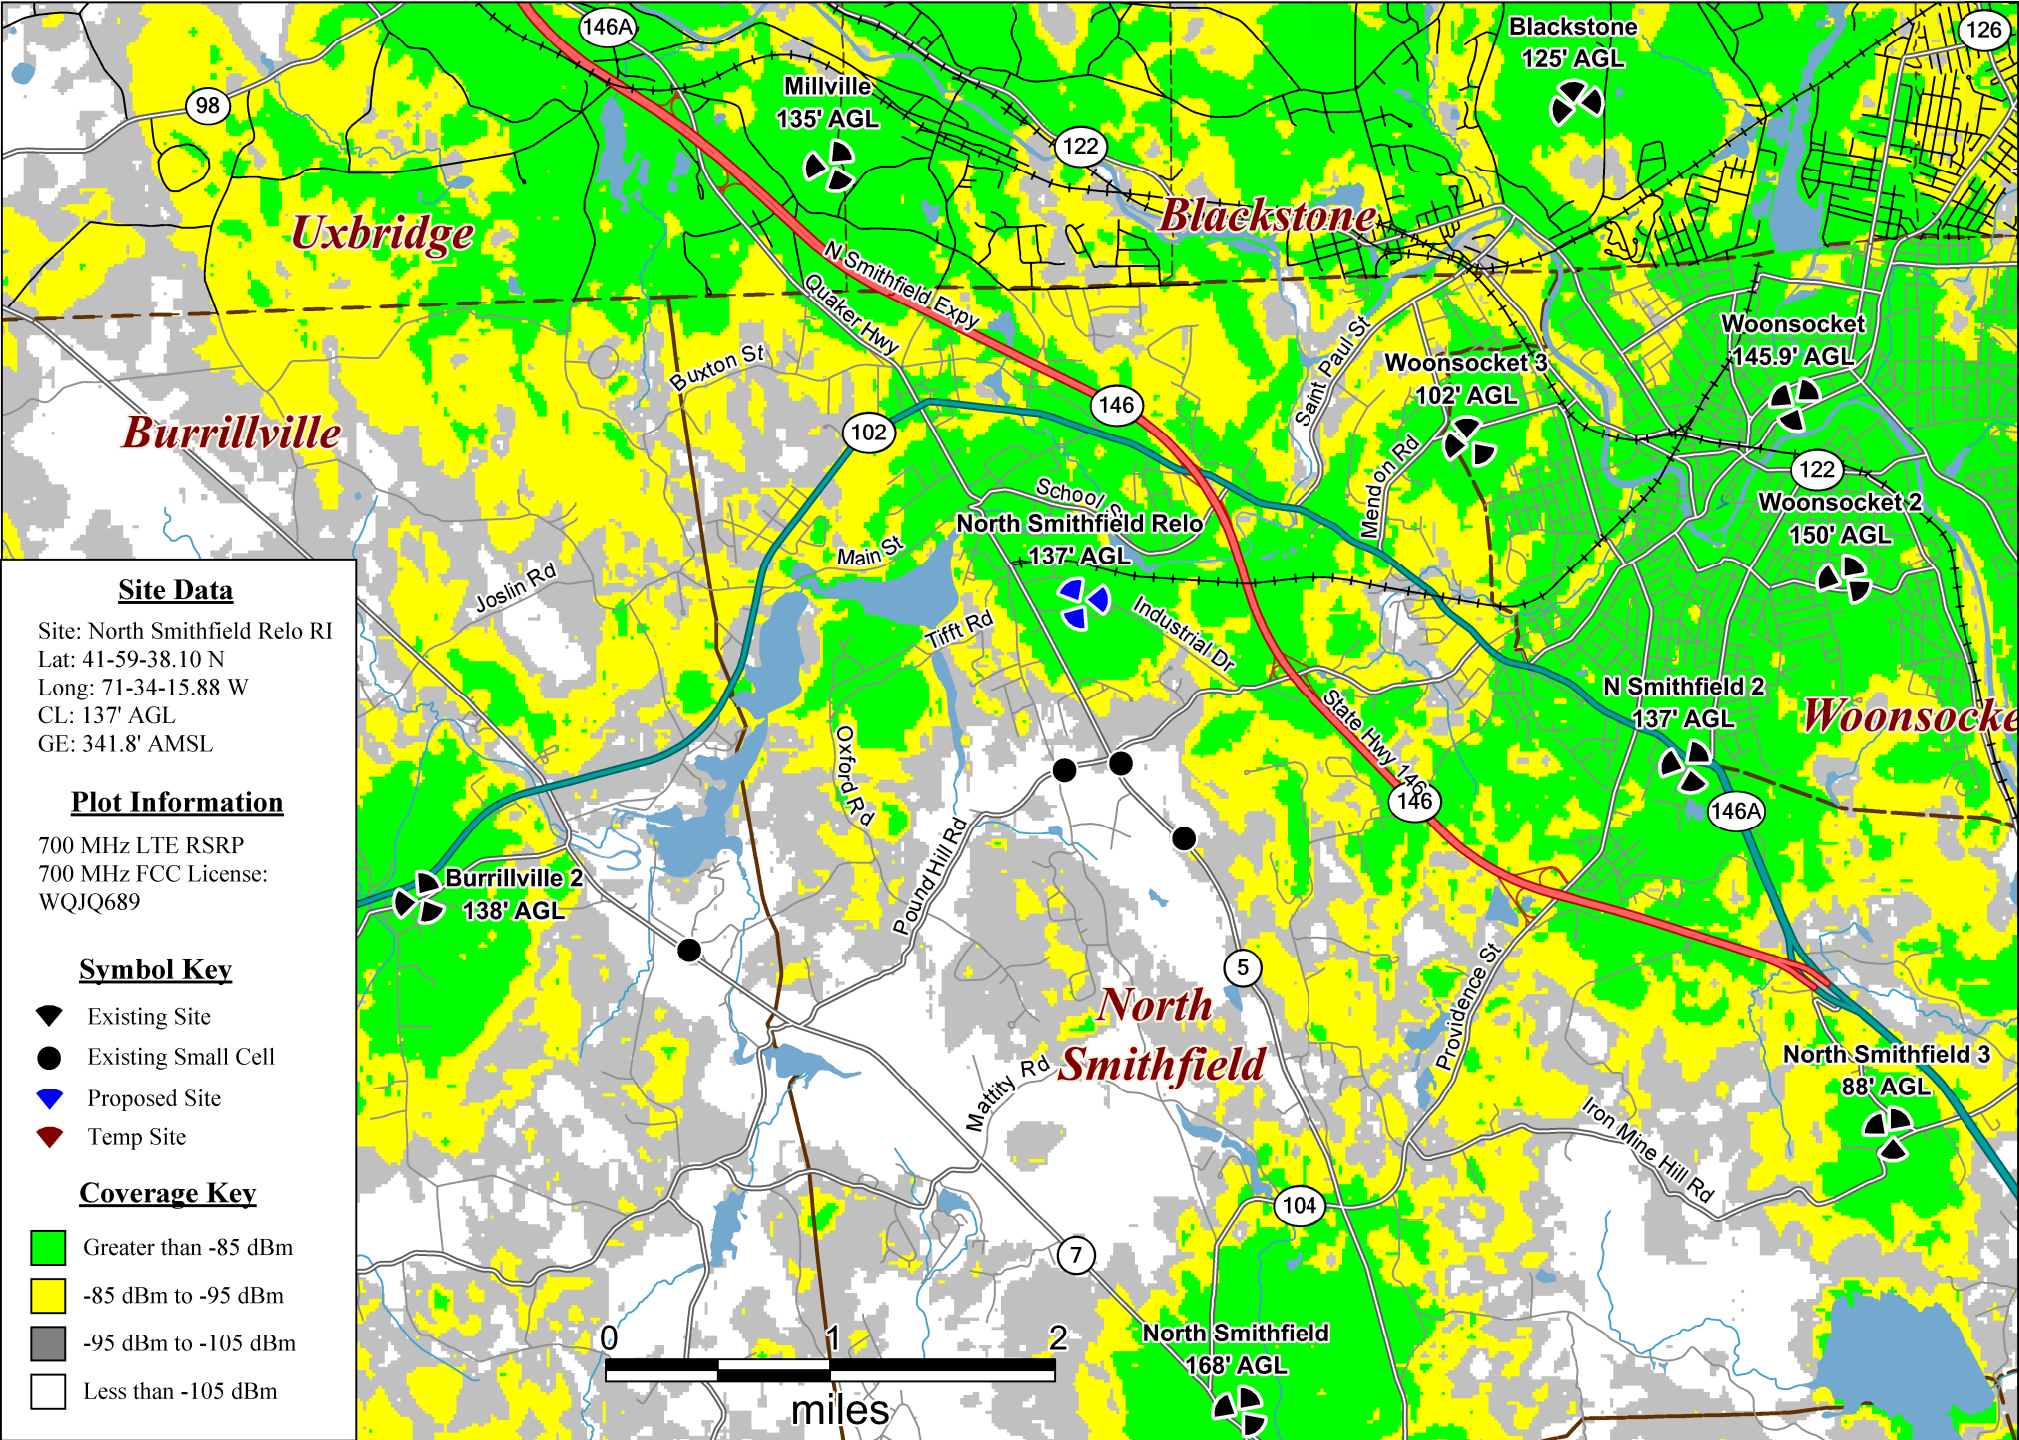 146A
Blackstone
125' AGL
126
Millville
135' AGL
98
122
Uxbridge
Blackstone
N Smithfield Expy
Quaker Hwy
Saint Paul St
Woonsocket
145.9' AGL
Buxton St
Woonsocket 3
102' AGL
Burrillville
102
146
Mendon Rd
122
School S
Woonsocket 2
150' AGL
North Smithfield Relo
137' AGL
Main St
Joslin Rd
Tifft Rd
Industrial Dr
N Smithfield 2
137' AGL
Woonsocke
State Hwy 146
146
146A
Oxford Rd
Pound Hill Rd
Burrillville 2
138' AGL
5
Providence St
North
Smithfield
Mattity Rd
North Smithfield 3
88' AGL
Iron Mine Hill Rd
104
7
North Smithfield
168' AGL
Site Data
Site: North Smithfield Relo RI
Lat: 41-59-38.10 N
Long: 71-34-15.88 W
CL: 137' AGL
GE: 341.8' AMSL
Plot Information
700 MHz LTE RSRP
700 MHz FCC License:
WQJQ689
Symbol Key
Existing Site
Existing Small Cell
Proposed Site
Temp Site
Coverage Key
Greater than -85 dBm
-85 dBm to -95 dBm
-95 dBm to -105 dBm
Less than -105 dBm
0 1 2
miles